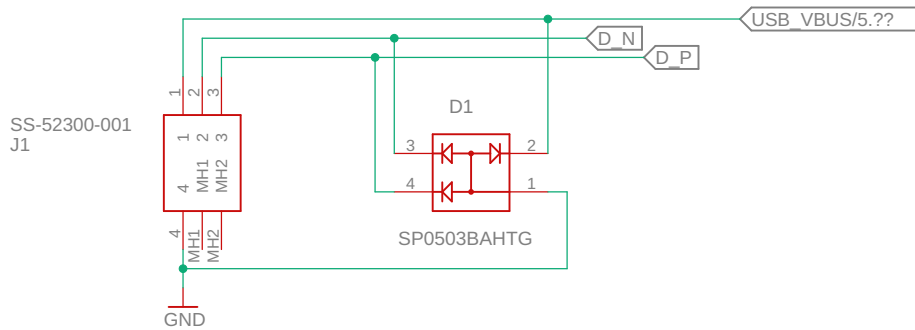 USB_VBUS/5.??
D_N
D_P
1
2
3
D1
SS-52300-001
J1
1
2
3
4
MH1
MH2
3
2
4
1
4
MH1
MH2
SP0503BAHTG
GND